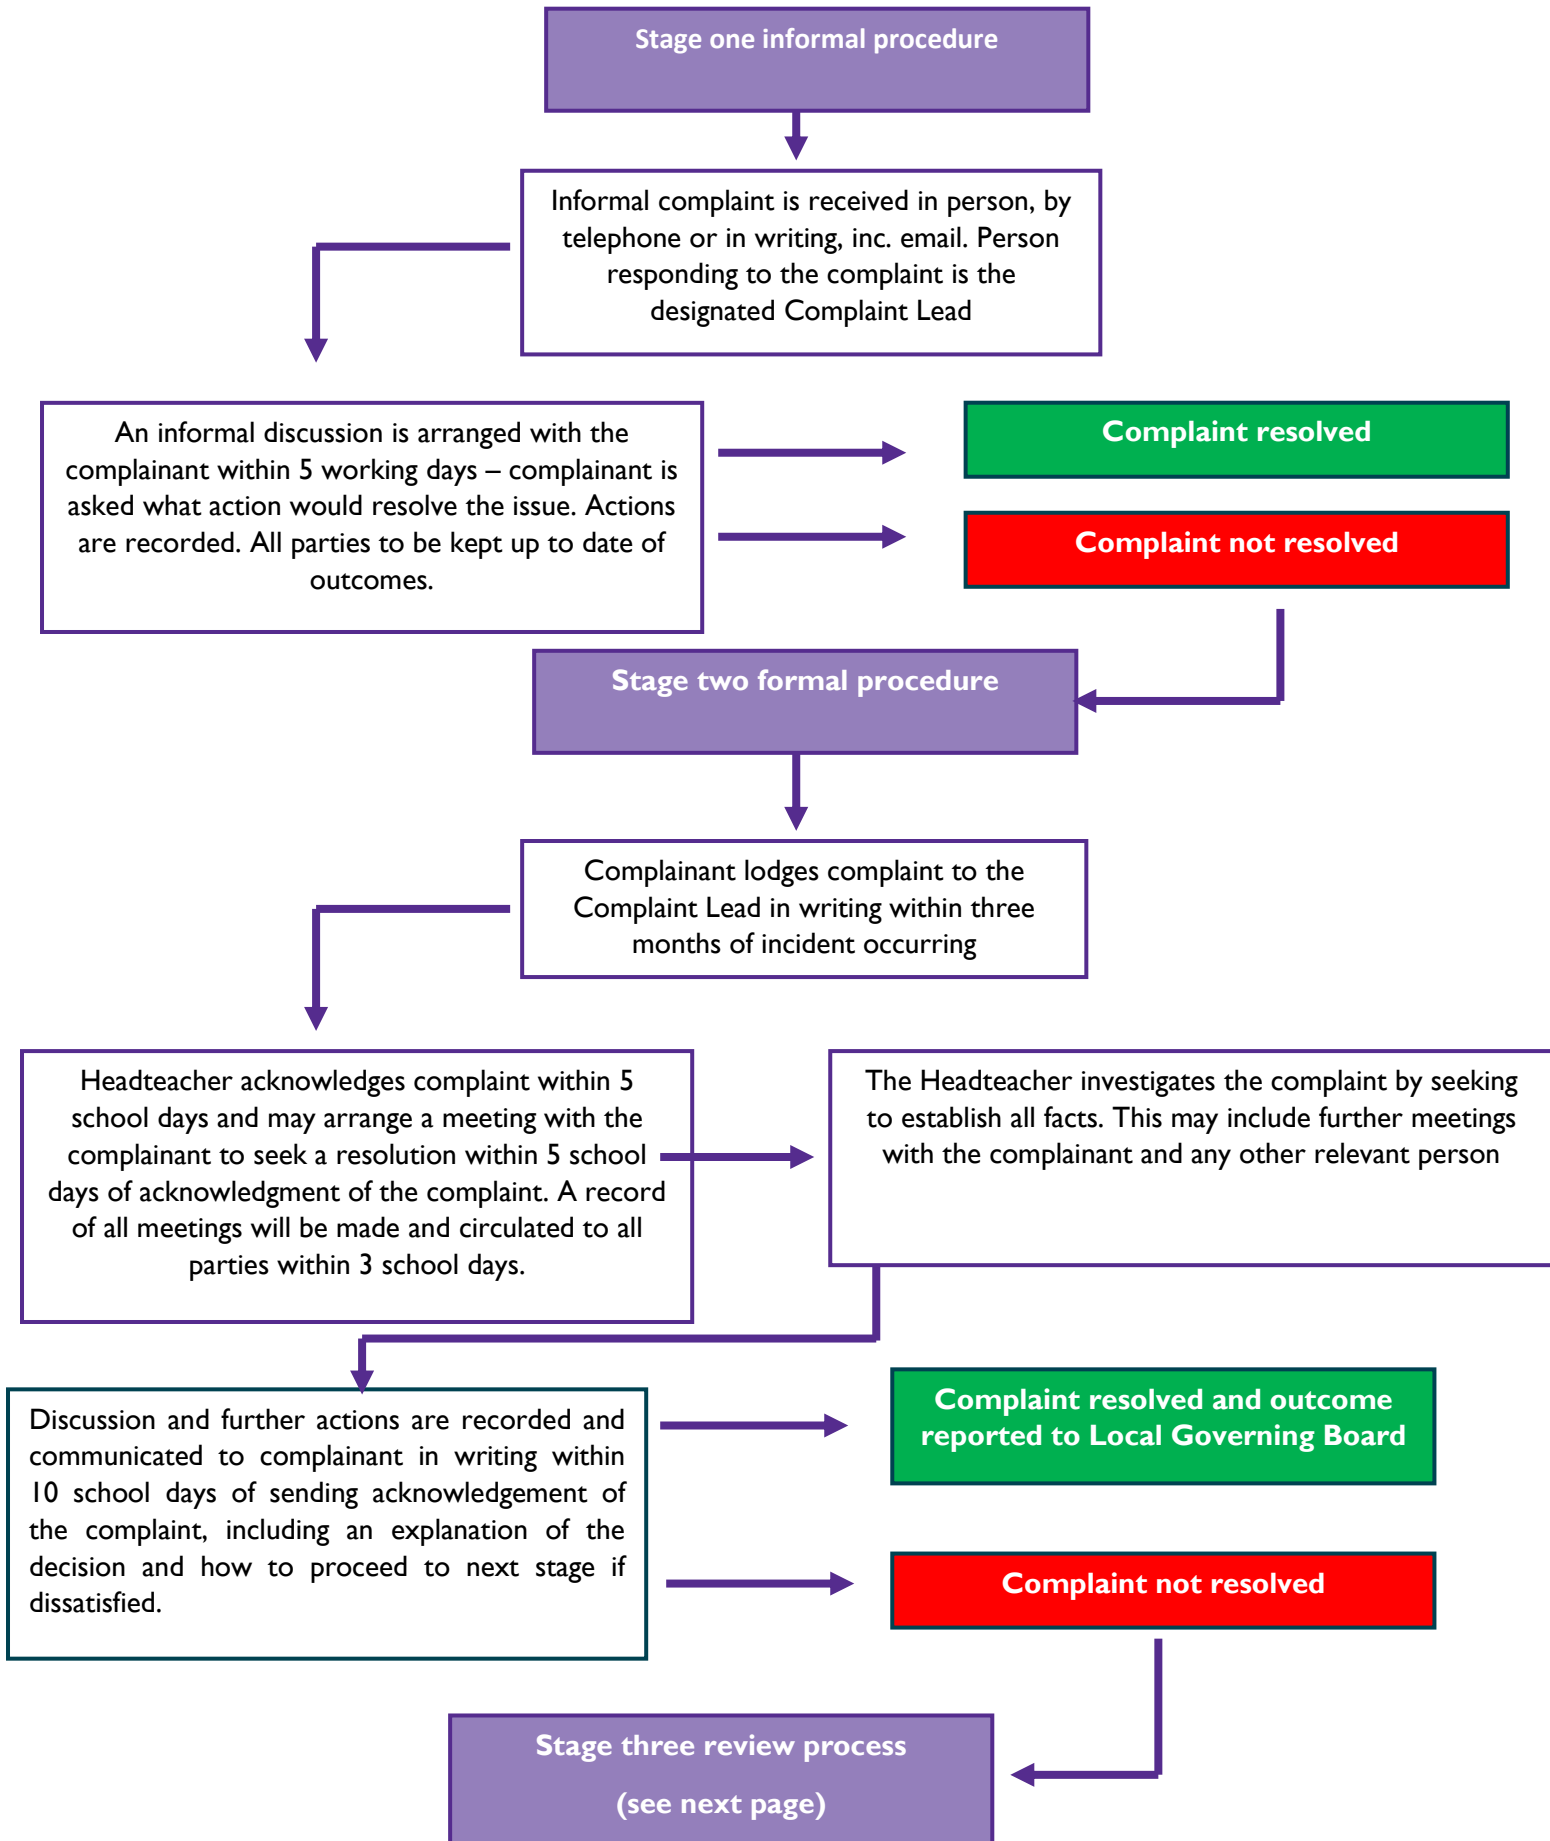 Stage one informal procedure
Informal complaint is received in person, by
telephone or in writing, inc. email. Person
responding to the complaint is the
designated Complaint Lead
An informal discussion is arranged with the
complainant within 5 working days – complainant is
asked what action would resolve the issue. Actions
are recorded. All parties to be kept up to date of
outcomes.
Complaint resolved
Complaint not resolved
Stage two formal procedure
Complainant lodges complaint to the
Complaint Lead in writing within three
months of incident occurring
Headteacher acknowledges complaint within 5
school days and may arrange a meeting with the
complainant to seek a resolution within 5 school
days of acknowledgment of the complaint. A record
of all meetings will be made and circulated to all
parties within 3 school days.
The Headteacher investigates the complaint by seeking
to establish all facts. This may include further meetings
with the complainant and any other relevant person
Discussion and further actions are recorded and
communicated to complainant in writing within
10 school days of sending acknowledgement of
the complaint, including an explanation of the
decision and how to proceed to next stage if
dissatisfied.
Complaint resolved and outcome
reported to Local Governing Board
Complaint not resolved
Stage three review process
(see next page)